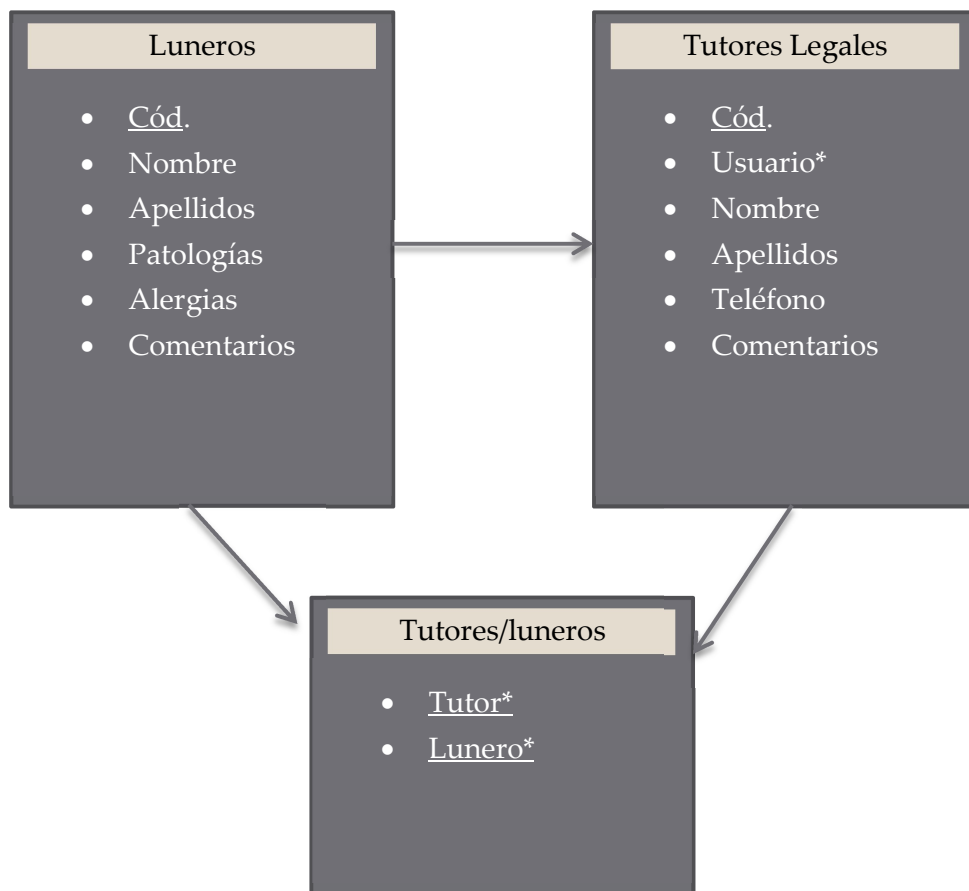 Luneros
• Cód.
• Nombre
• Apellidos
• Patologías
• Alergias
• Comentarios
Tutores Legales
• Cód.
• Usuario*
• Nombre
• Apellidos
• Teléfono
• Comentarios
Tutores/luneros
• Tutor*
• Lunero*